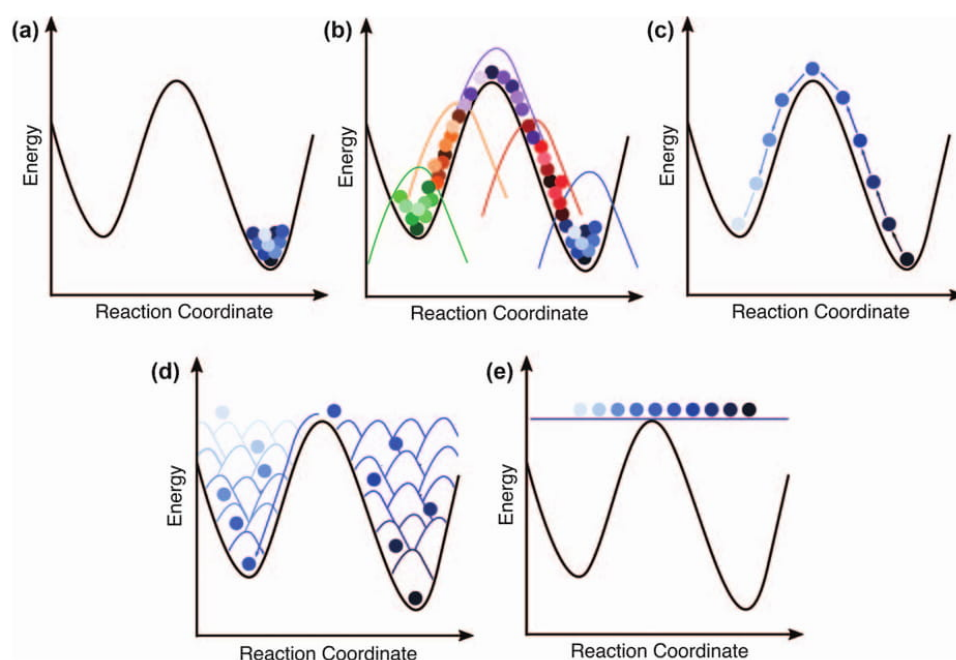 (a)
Energy
Reaction Coordinate
(b)
Energy
Reaction Coordinate
(c)
Energy
Reaction Coordinate
(d)
Energy
Reaction Coordinate
(e)
Energy
Reaction Coordinate